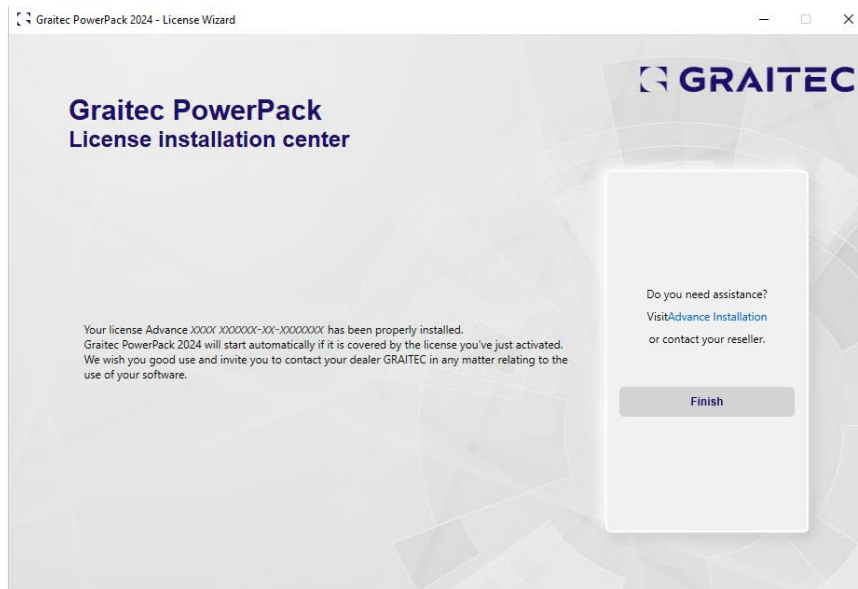 Graitec PowerPack 2024 - License Wizard
GRAITEC
Graitec PowerPack
License installation center
Your license Advance XXXX XXXXXX-XX-XXXXXXX has been properly installed.
Graitec PowerPack 2024 will start automatically if it is covered by the license you've just activated.
We wish you good use and invite you to contact your dealer GRAITEC in any matter relating to the
use of your software.
Do you need assistance?
VisitAdvance Installation
or contact your reseller.
Finish